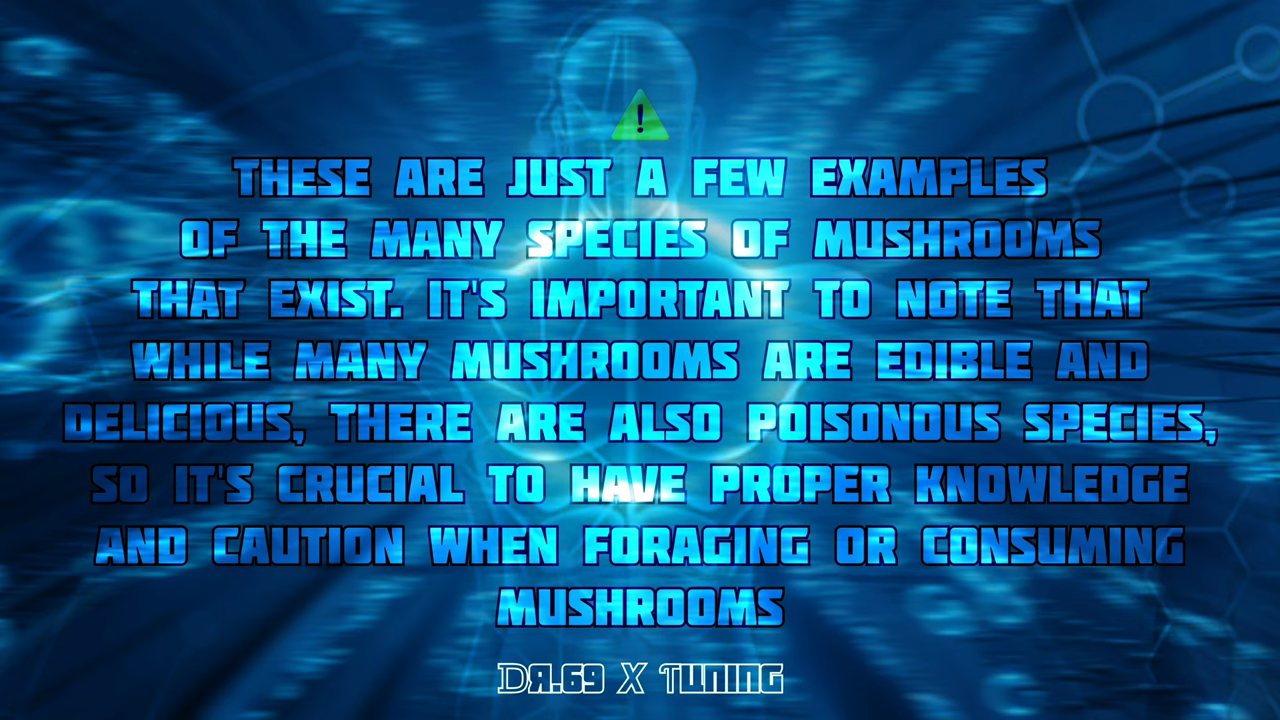 THESE ARE JUST A FEW EXAMPLES
OF THE MANY SPECIES OF MUSHROOMS
THAT EXIST. IT'S IMPORTANT TO NOTE THAT
WHILE MANY MUSHROOMS ARE EDIBLE AND
DELICIOUS, THERE ARE ALSO POISONOUS SPECIES,
SO IT'S CRUCIAL TO HAVE PROPER KNOWLEDGE
AND CAUTION WHEN FORAGING OR CONSUMING
MUSHROOMS
DЯ.69 X TUNING